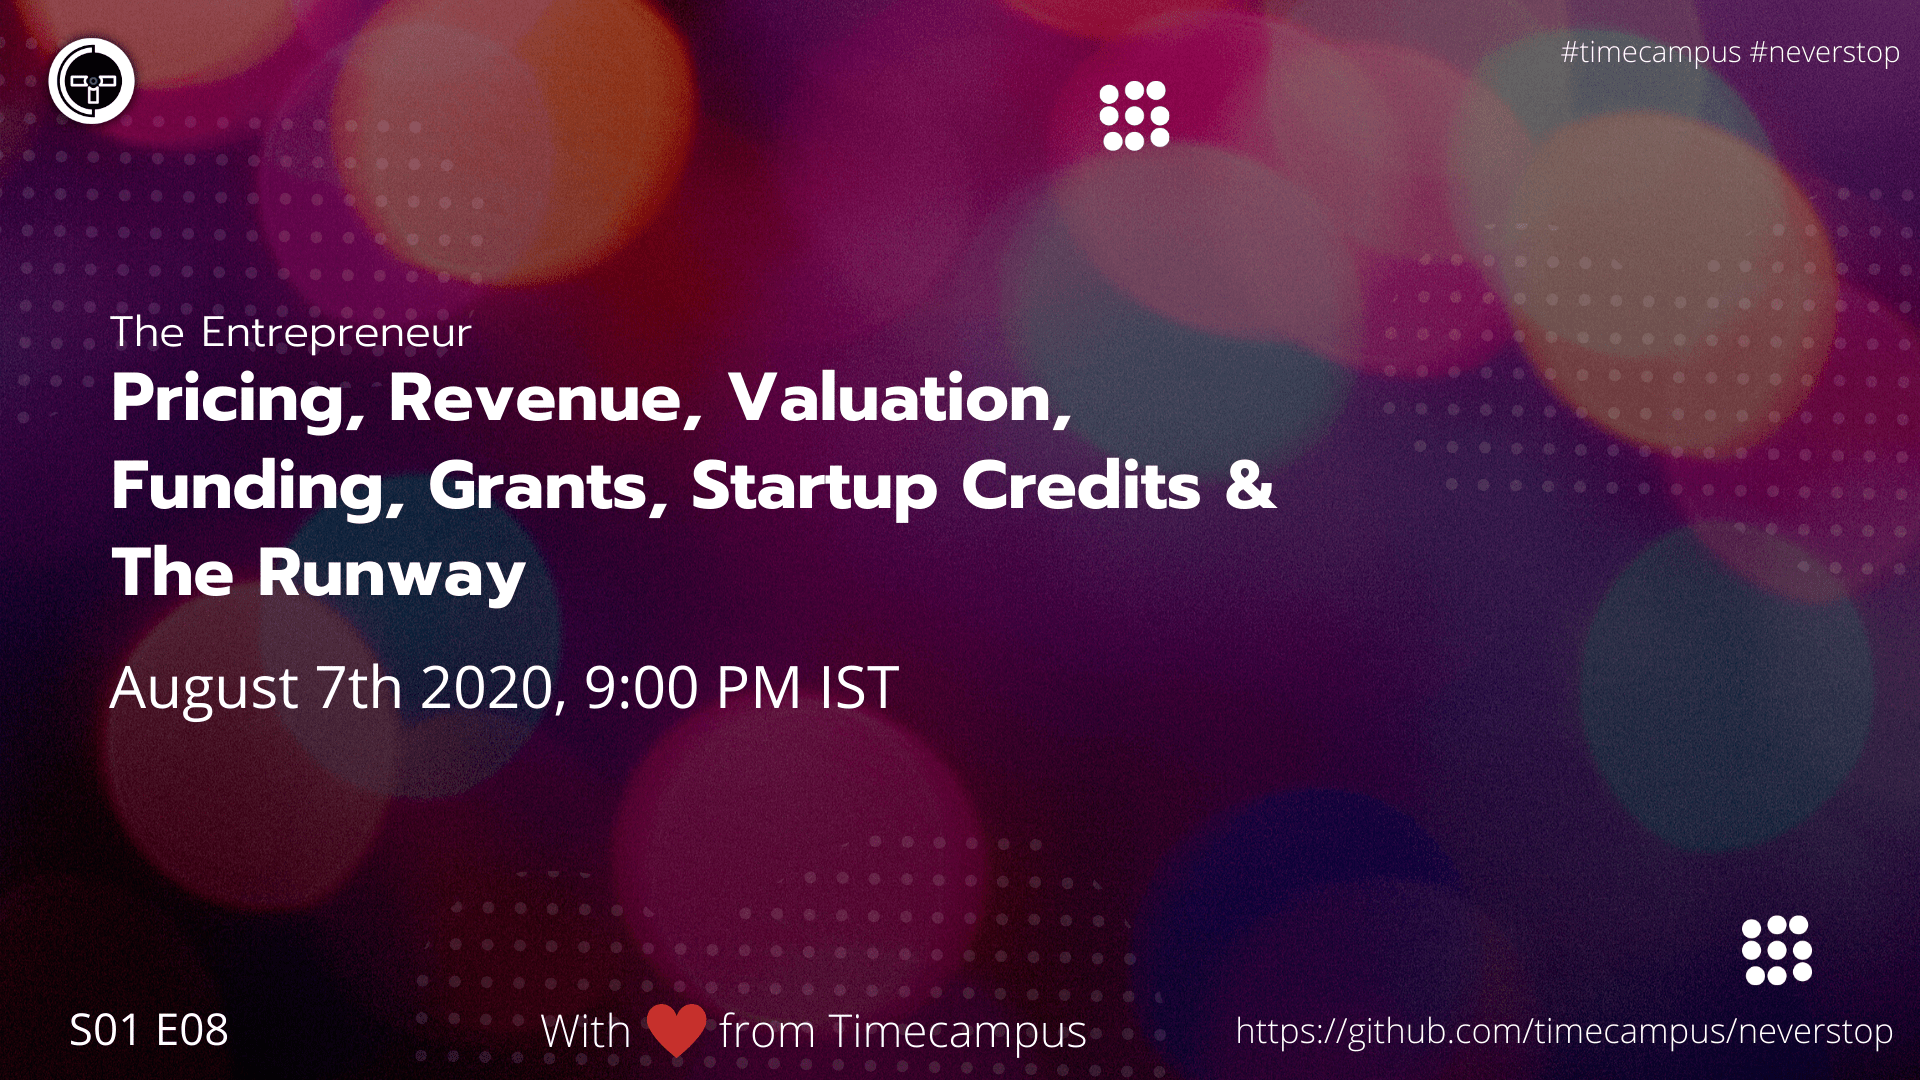 #timecampus #neverstop
The Entrepreneur
Pricing, Revenue, Valuation,
Funding, Grants, Startup Credits &
The Runway
August 7th 2020, 9:00 PM IST
S01 E08
With ❤ from Timecampus
https://github.com/timecampus/neverstop